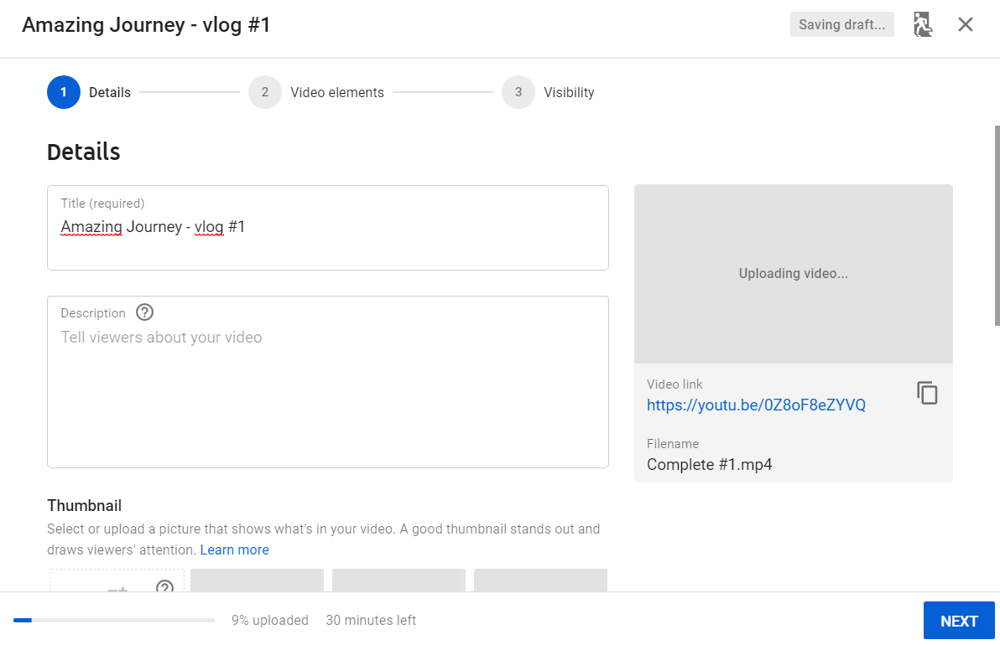 Amazing Journey - vlog #1
Saving draft...
1 Details 2 Video elements 3 Visibility
Details
Title (required)
Amazing Journey - vlog #1
Description
Tell viewers about your video
Uploading video...
Video link
https://youtu.be/0Z8oF8eZYVQ
Filename
Complete #1.mp4
Thumbnail
Select or upload a picture that shows what's in your video. A good thumbnail stands out and
draws viewers' attention. Learn more
9% uploaded 30 minutes left
NEXT